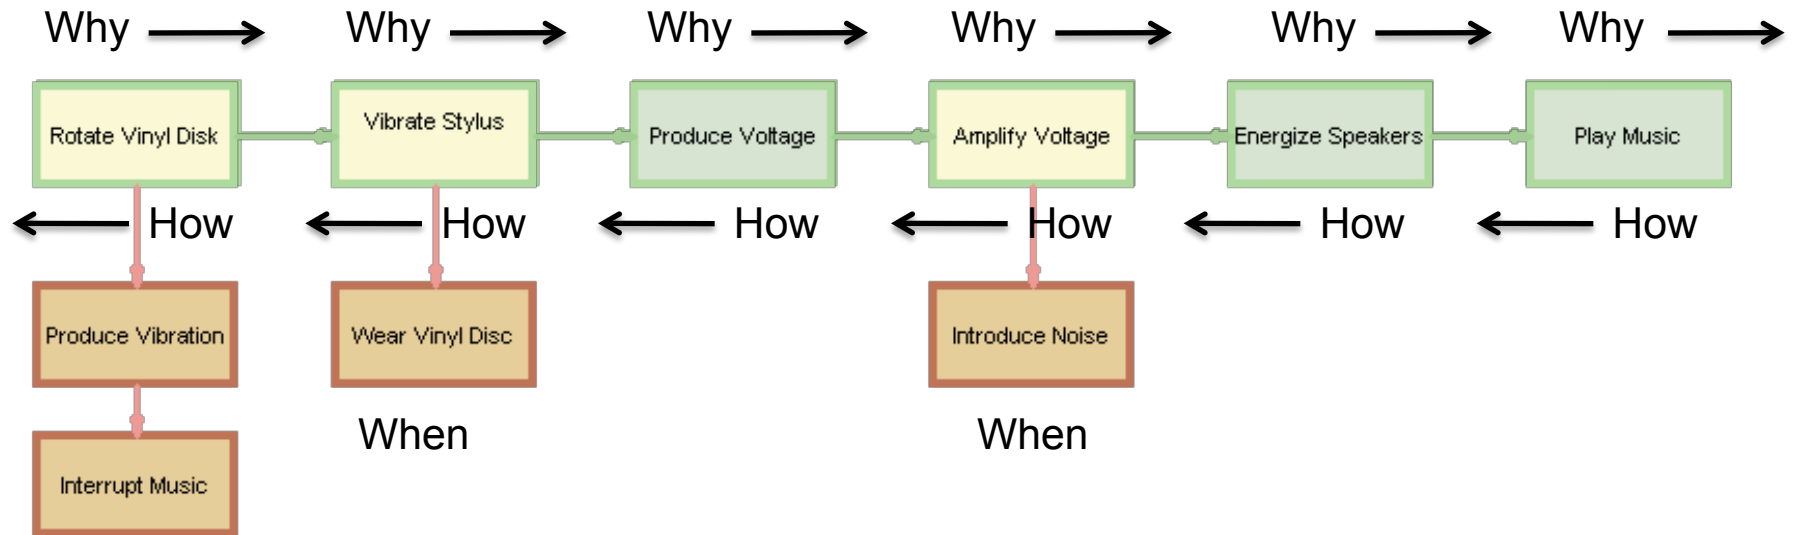 Why Why Why Why Why Why
Rotate Vinyl Disk Vibrate Stylus Produce Voltage Amplify Voltage Energize Speakers Play Music
How How How How How How
Produce Vibration Wear Vinyl Disc Introduce Noise
When When
Interrupt Music